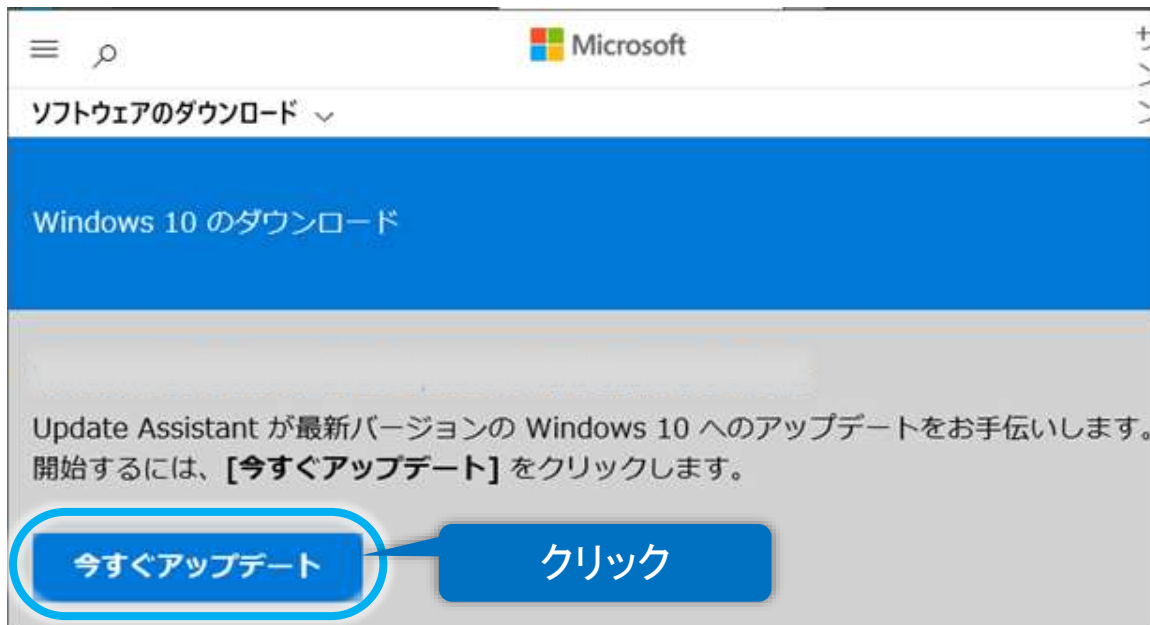 Microsoft
ソフトウェアのダウンロード
Windows 10 のダウンロード
Update Assistant が最新バージョンの Windows 10 へのアップデートをお手伝いします。
開始するには、[今すぐアップデート] をクリックします。
今すぐアップデート
クリック